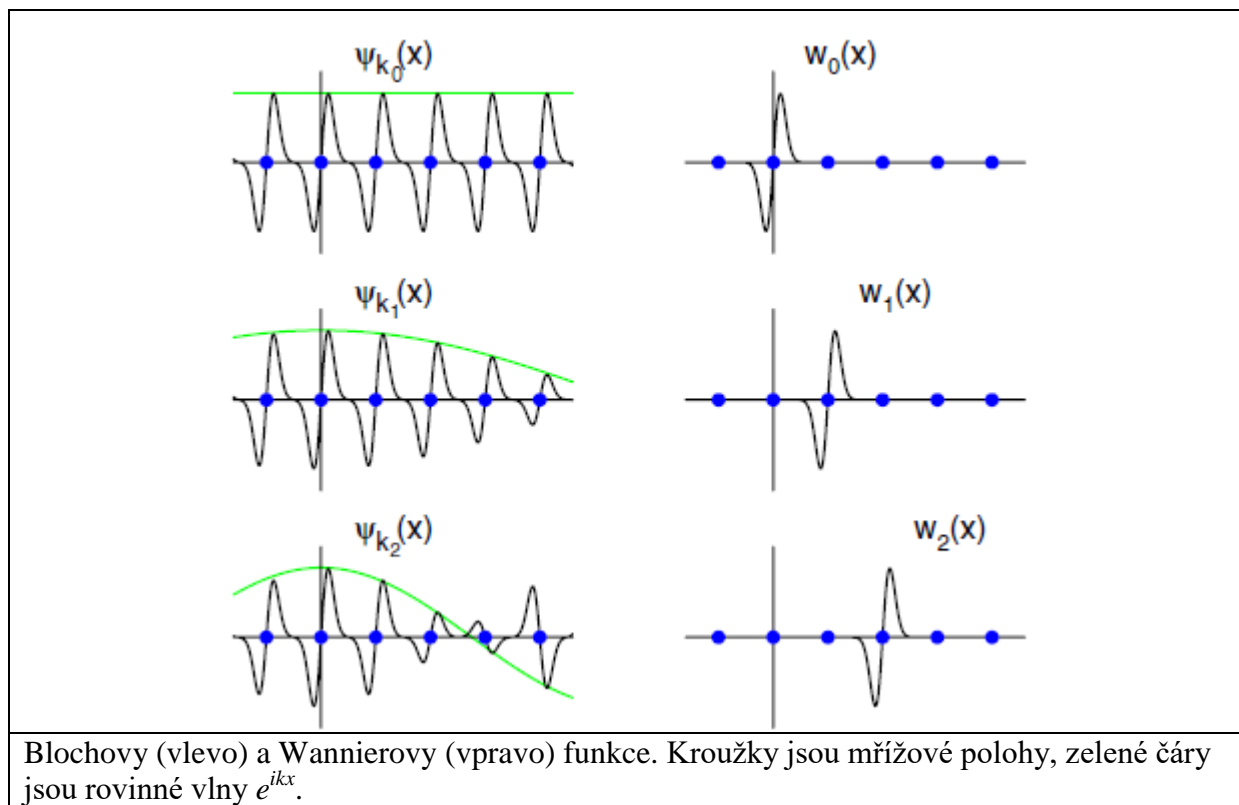 ψk₀(x) w₀(x)
ψk₁(x) w₁(x)
ψk₂(x) w₂(x)
Blochovy (vlevo) a Wannierovy (vpravo) funkce. Kroužky jsou mřížové polohy, zelené čáry
jsou rovinné vlny eⁱᵏˣ.